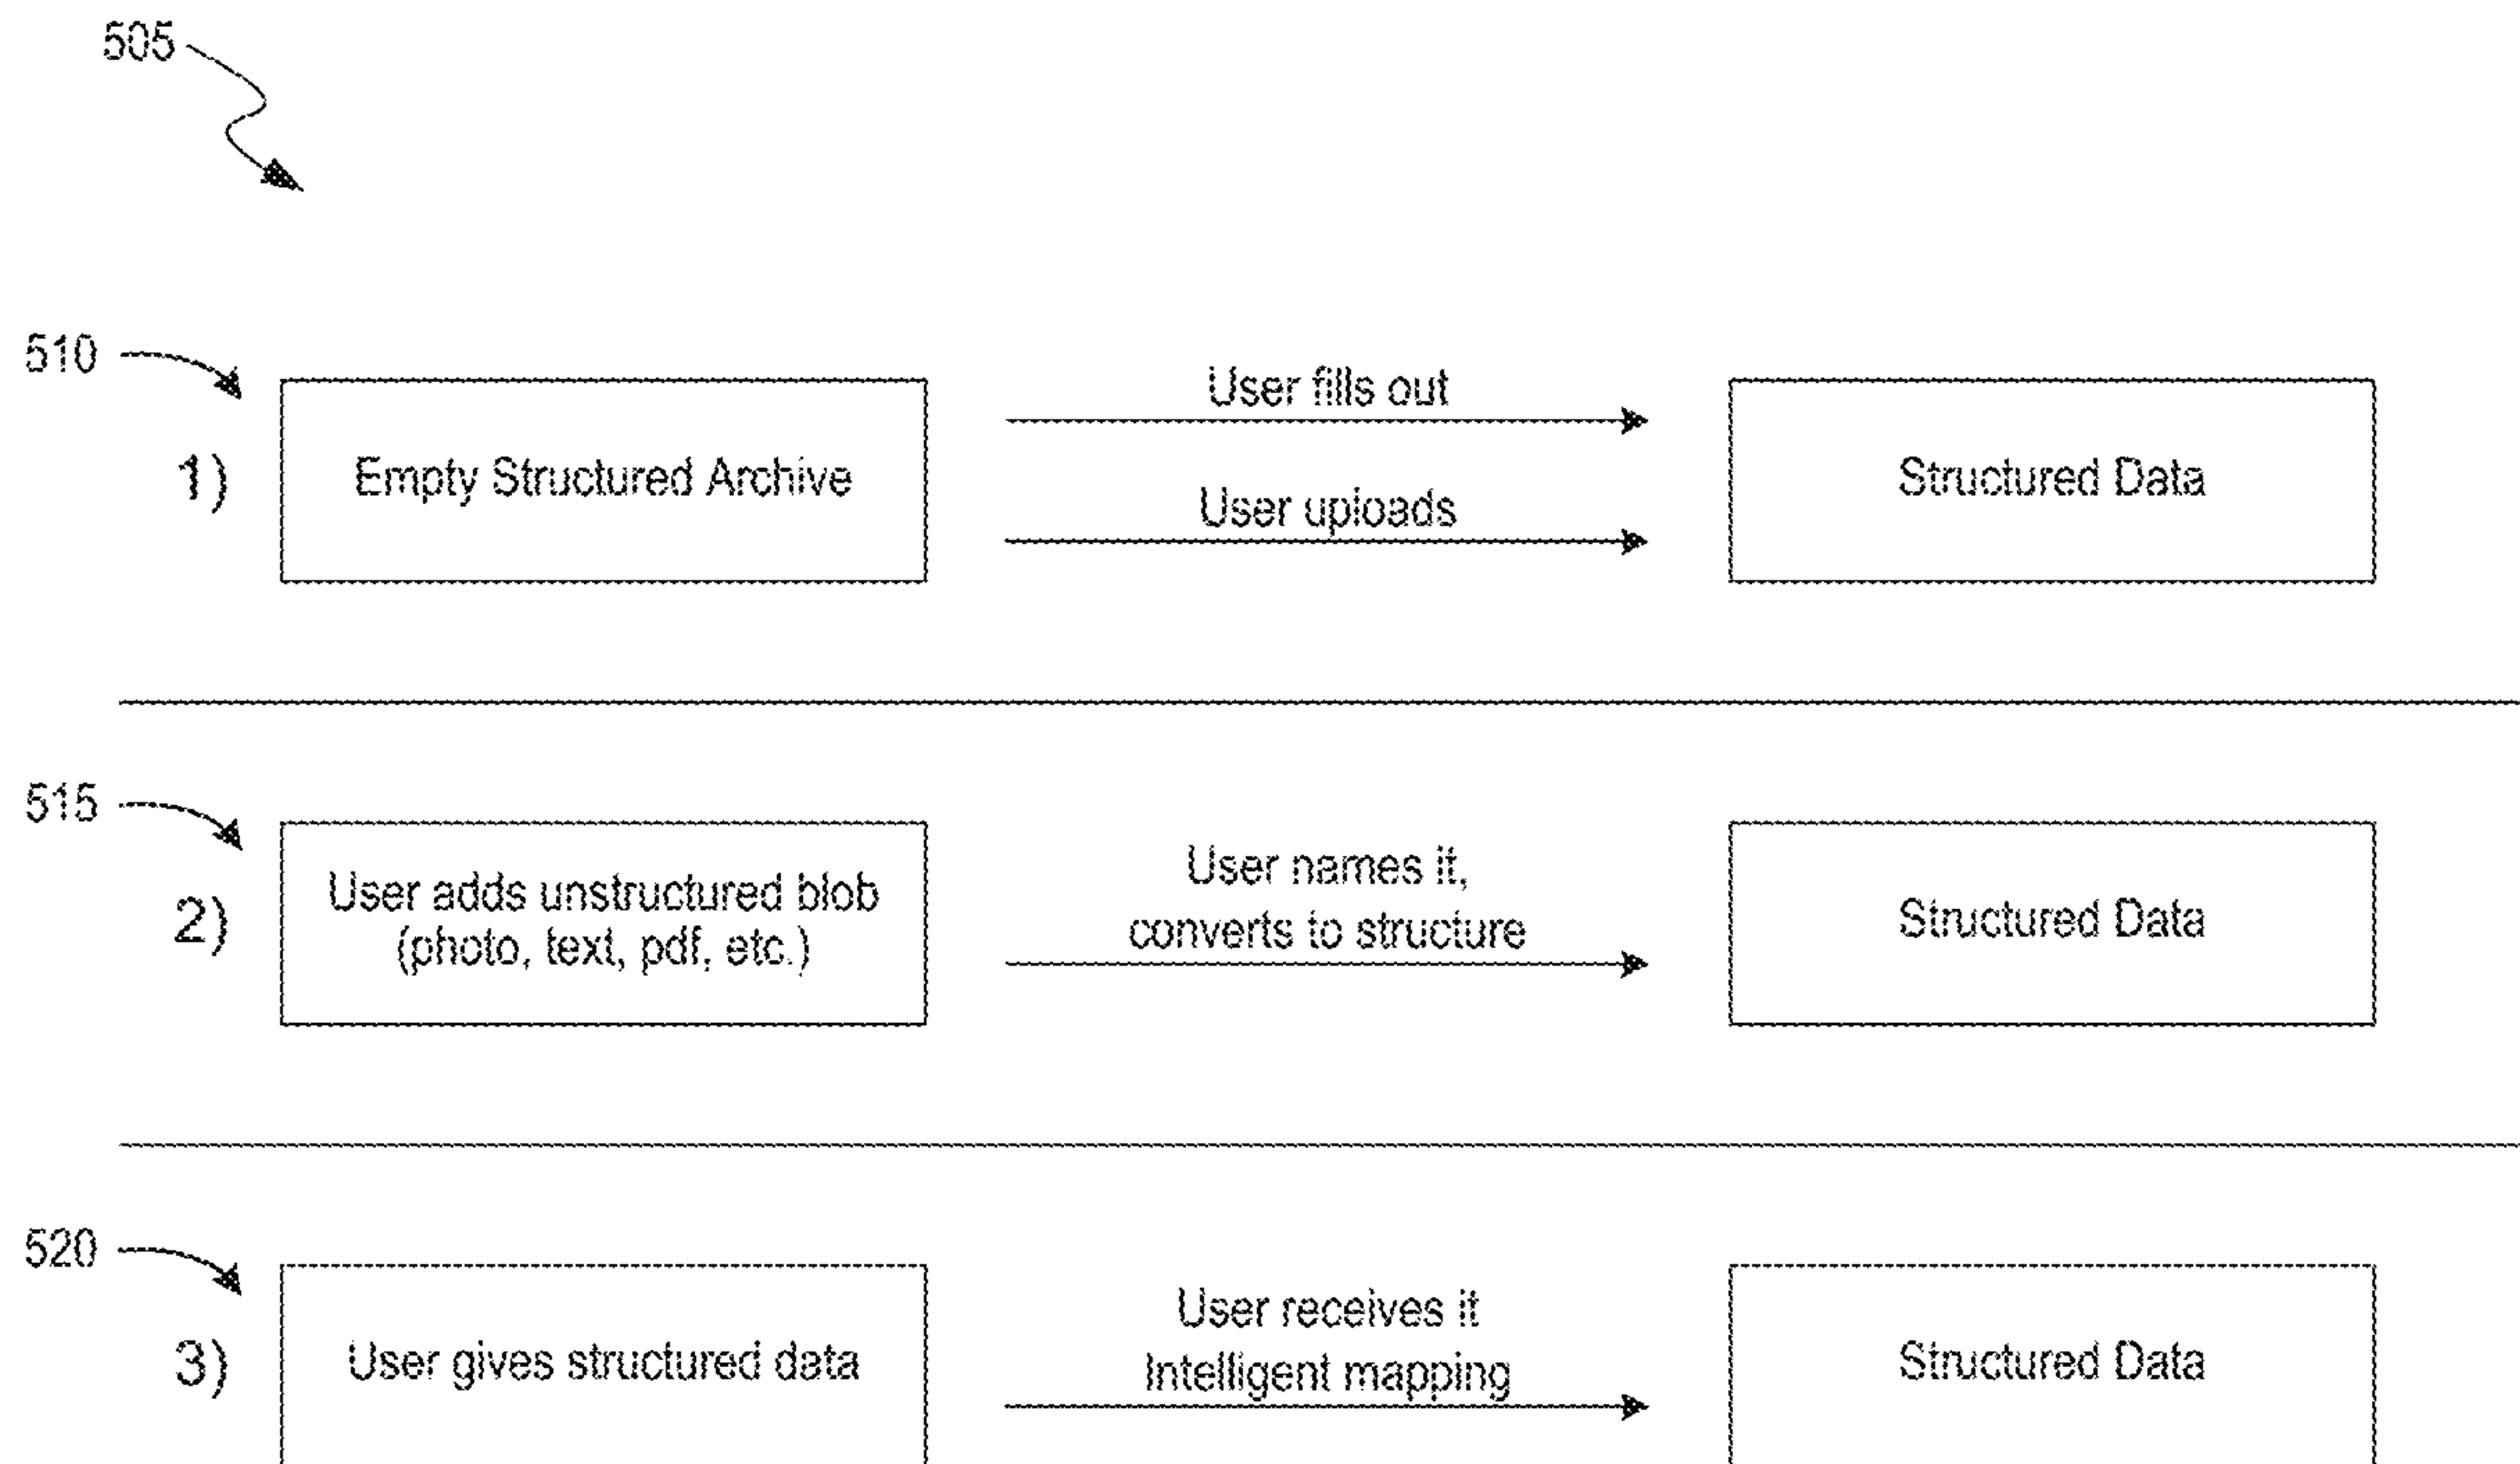 505
510
1)
Empty Structured Archive
User fills out
User uploads
Structured Data
515
2)
User adds unstructured blob
(photo, text, pdf, etc.)
User names it,
converts to structure
Structured Data
520
3)
User gives structured data
User receives it
Intelligent mapping
Structured Data